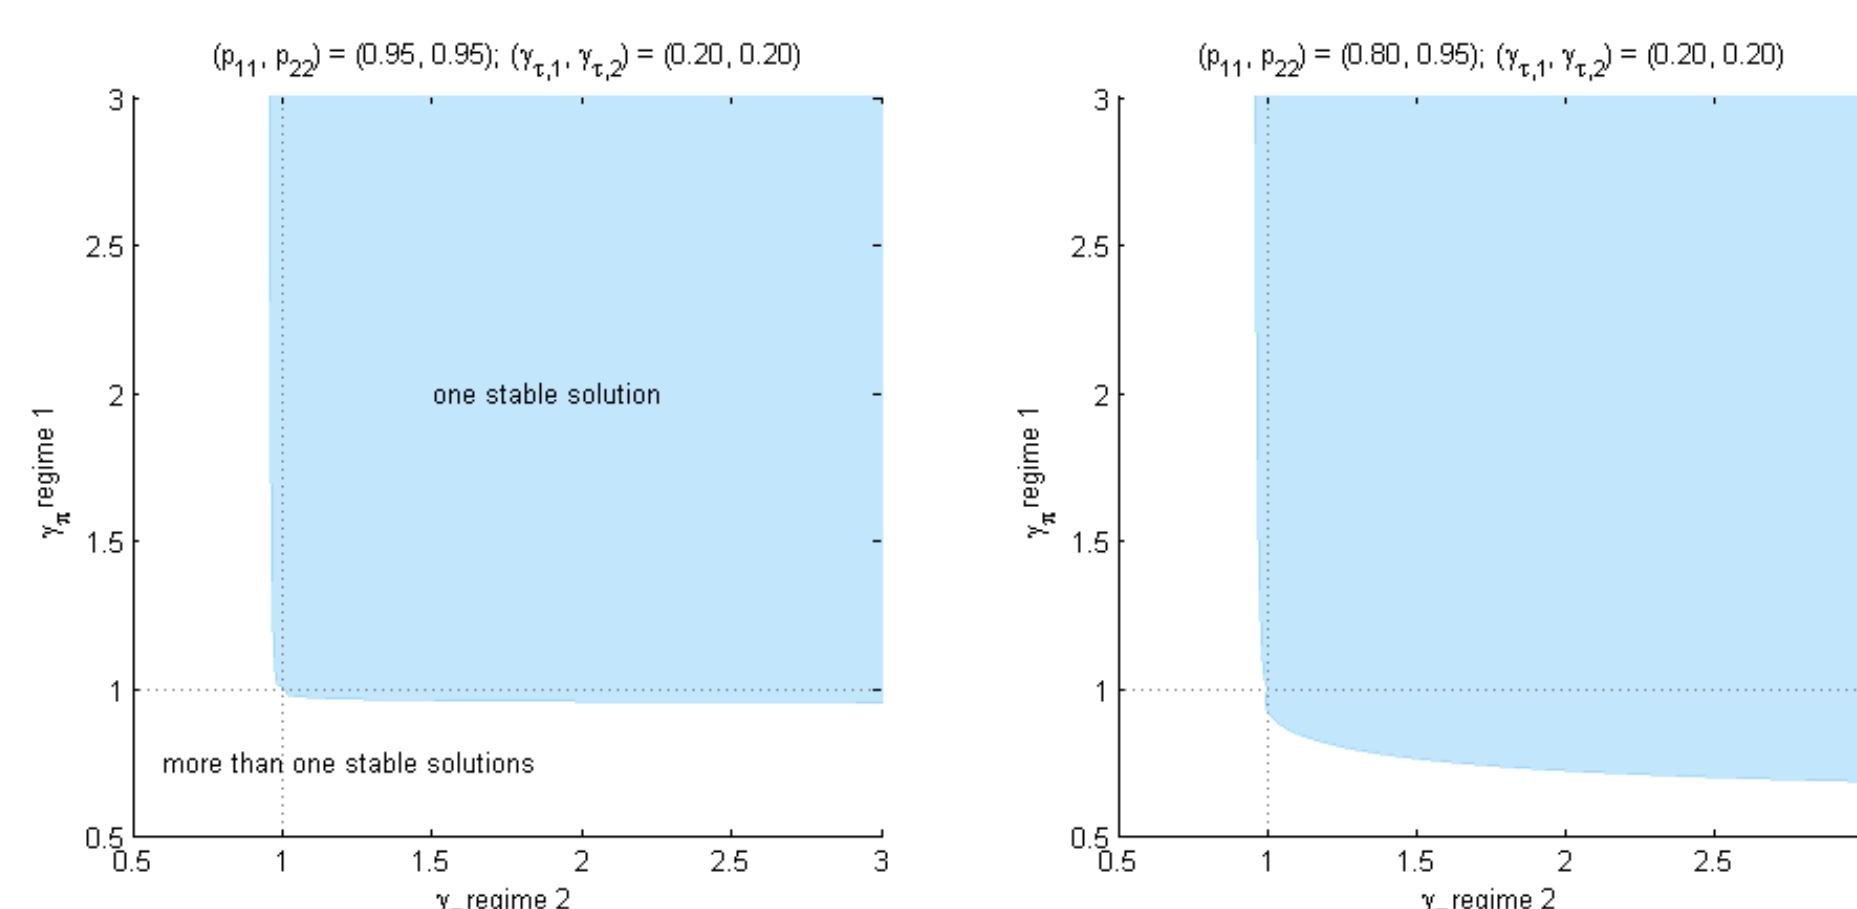 (p11, p22) = (0.95, 0.95); (γτ,1, γτ,2) = (0.20, 0.20)
3
2.5
2
1.5
1
0.5
γπ regime 1
one stable solution
more than one stable solutions
0.5
1
1.5
2
2.5
3
γ regime 2
(p11, p22) = (0.80, 0.95); (γτ,1, γτ,2) = (0.20, 0.20)
3
2.5
2
1.5
1
0.5
γπ regime 1
0.5
1
1.5
2
2.5
γ regime 2